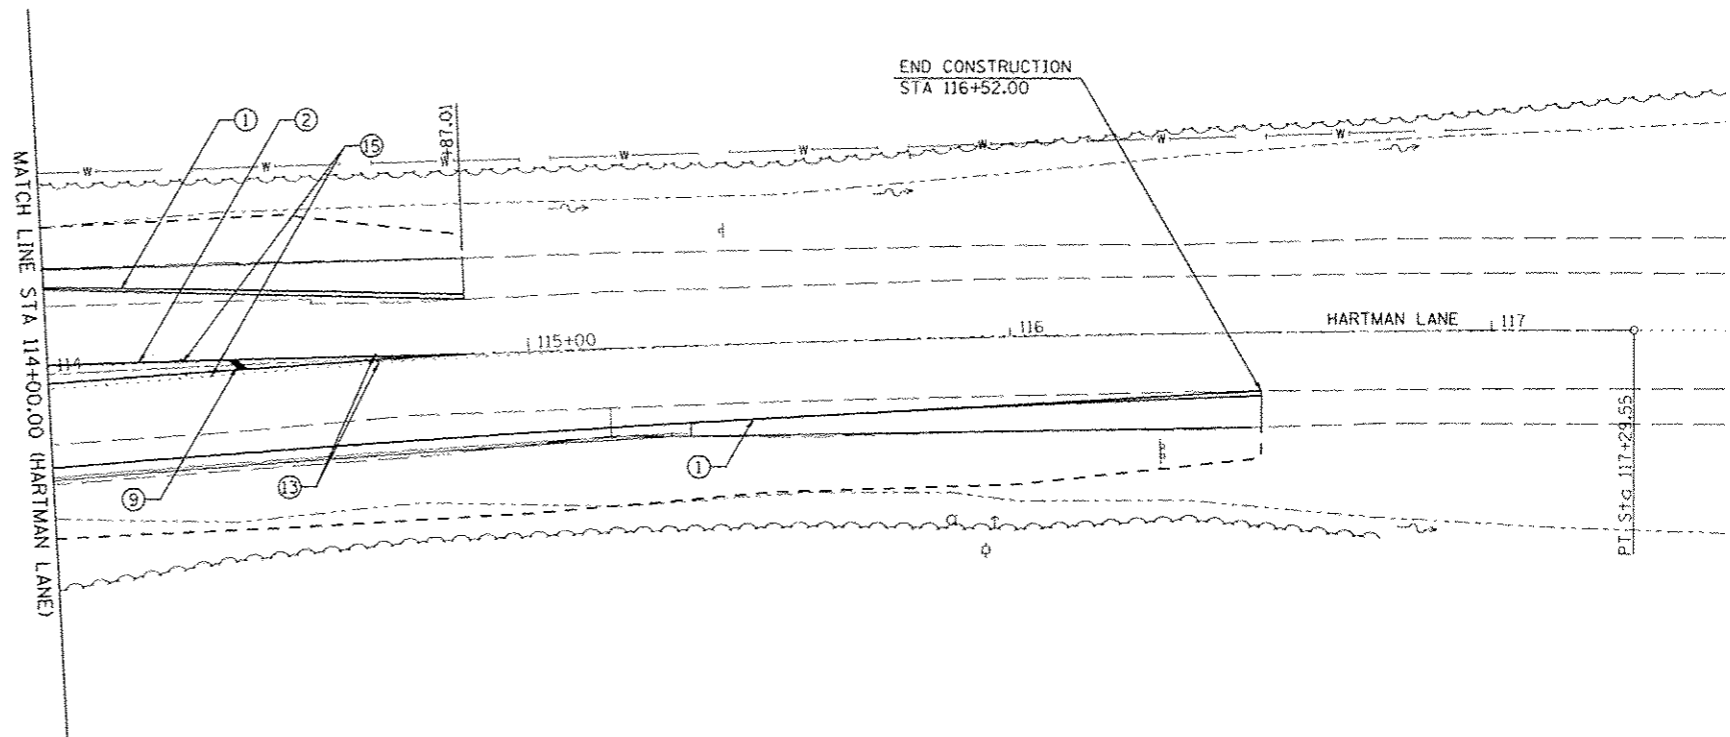 END CONSTRUCTION
STA 116+52.00
1
2
15
+87.01
W W W W W W W W
MATCH LINE STA 114+00.00 (HARTMAN LANE)
114
115+00
116
HARTMAN LANE
117
9
13
1
PT Sta 117+29.55